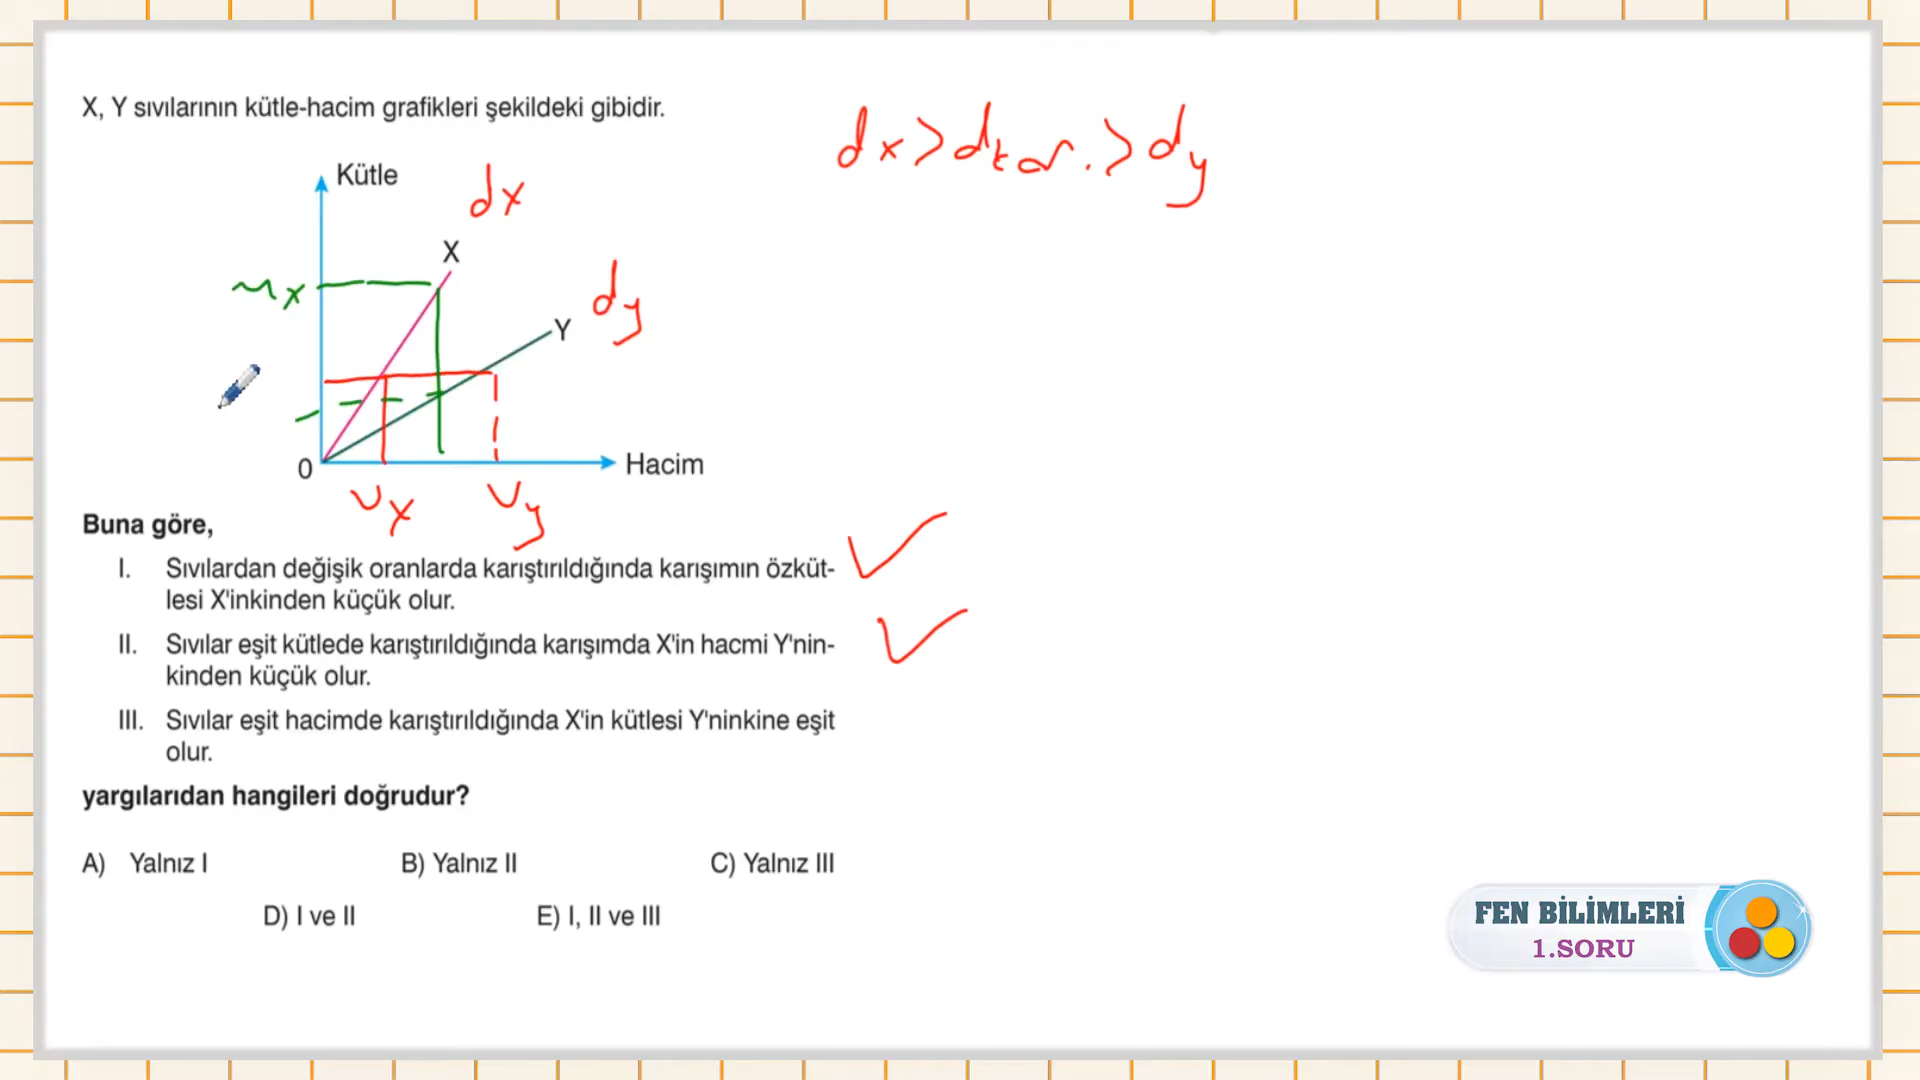 X, Y sıvılarının kütle-hacim grafikleri şekildeki gibidir.
dx > dkar. > dy
Kütle
dx
X
dy
mx
Y
0
Hacim
Vx Vy
Buna göre,
I. Sıvılardan değişik oranlarda karıştırıldığında karışımın özküt-
lesi X'inkinden küçük olur.
II. Sıvılar eşit kütlede karıştırıldığında karışımda X'in hacmi Y'nin-
kinden küçük olur.
III. Sıvılar eşit hacimde karıştırıldığında X'in kütlesi Y'ninkine eşit
olur.
yargılarıdan hangileri doğrudur?
A) Yalnız I B) Yalnız II C) Yalnız III
D) I ve II E) I, II ve III
FEN BİLİMLERİ
1.SORU